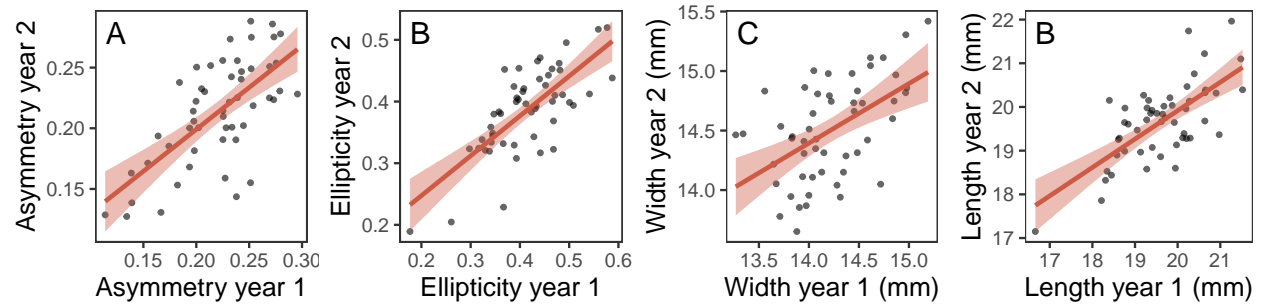 A
Asymmetry year 2
0.25
0.20
0.15
0.15
0.20
0.25
0.30
Asymmetry year 1
B
Ellipticity year 2
0.5
0.4
0.3
0.2
0.2
0.3
0.4
0.5
0.6
Ellipticity year 1
C
Width year 2 (mm)
15.5
15.0
14.5
14.0
13.5
14.0
14.5
15.0
Width year 1 (mm)
B
Length year 2 (mm)
22
21
20
19
18
17
17
18
19
20
21
Length year 1 (mm)